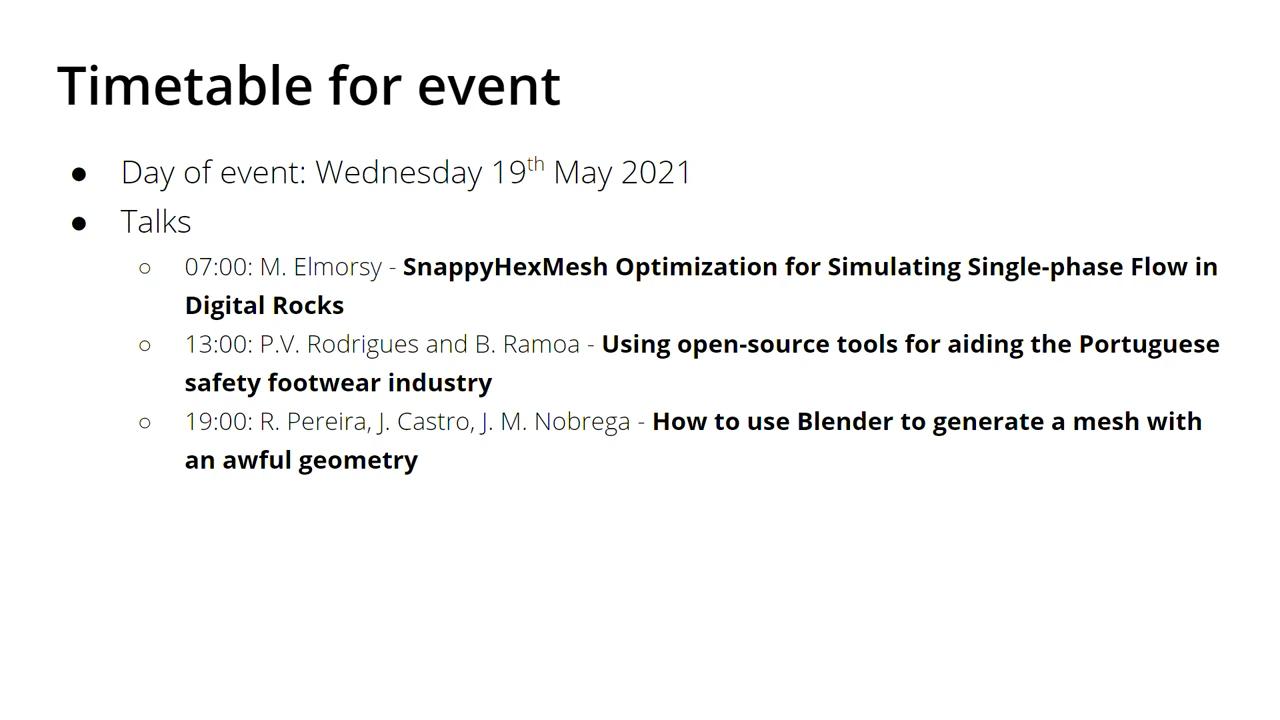 Timetable for event
● Day of event: Wednesday 19th May 2021
● Talks
○ 07:00: M. Elmorsy - SnappyHexMesh Optimization for Simulating Single-phase Flow in
Digital Rocks
○ 13:00: P.V. Rodrigues and B. Ramoa - Using open-source tools for aiding the Portuguese
safety footwear industry
○ 19:00: R. Pereira, J. Castro, J. M. Nobrega - How to use Blender to generate a mesh with
an awful geometry